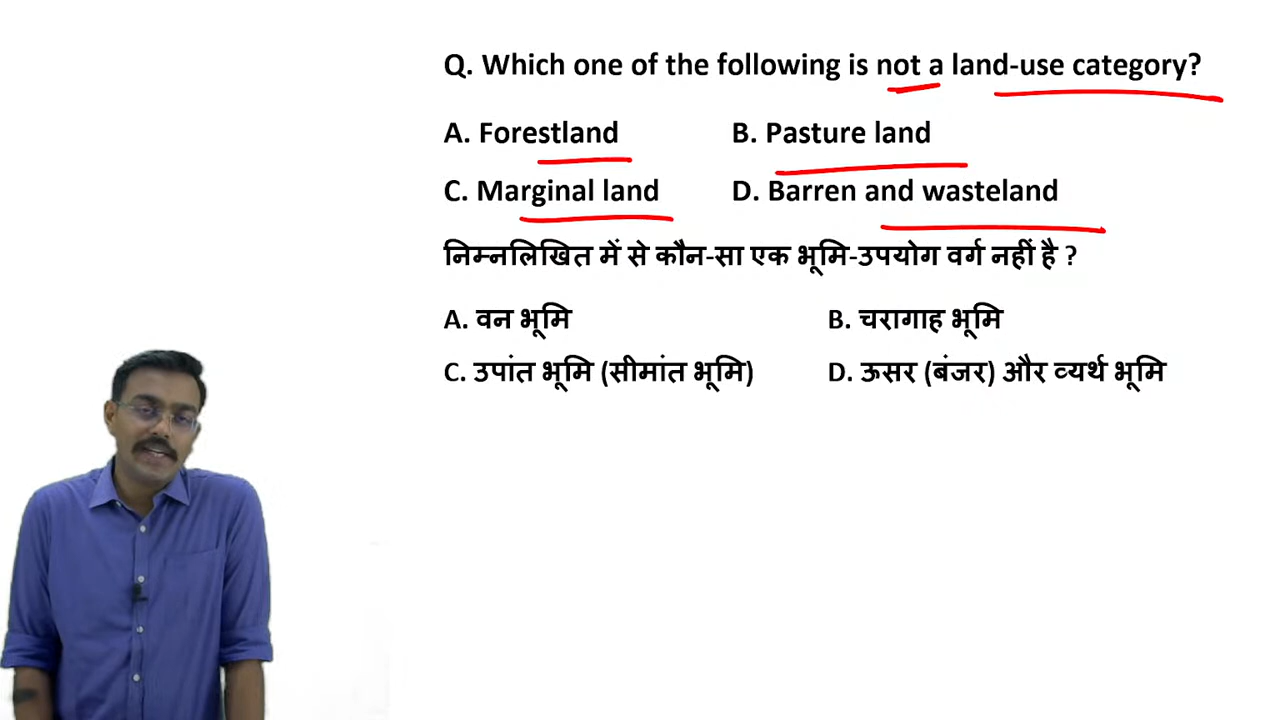 Q. Which one of the following is not a land-use category?
A. Forestland B. Pasture land
C. Marginal land D. Barren and wasteland
निम्नलिखित में से कौन-सा एक भूमि-उपयोग वर्ग नहीं है ?
A. वन भूमि B. चरागाह भूमि
C. उपांत भूमि (सीमांत भूमि) D. ऊसर (बंजर) और व्यर्थ भूमि